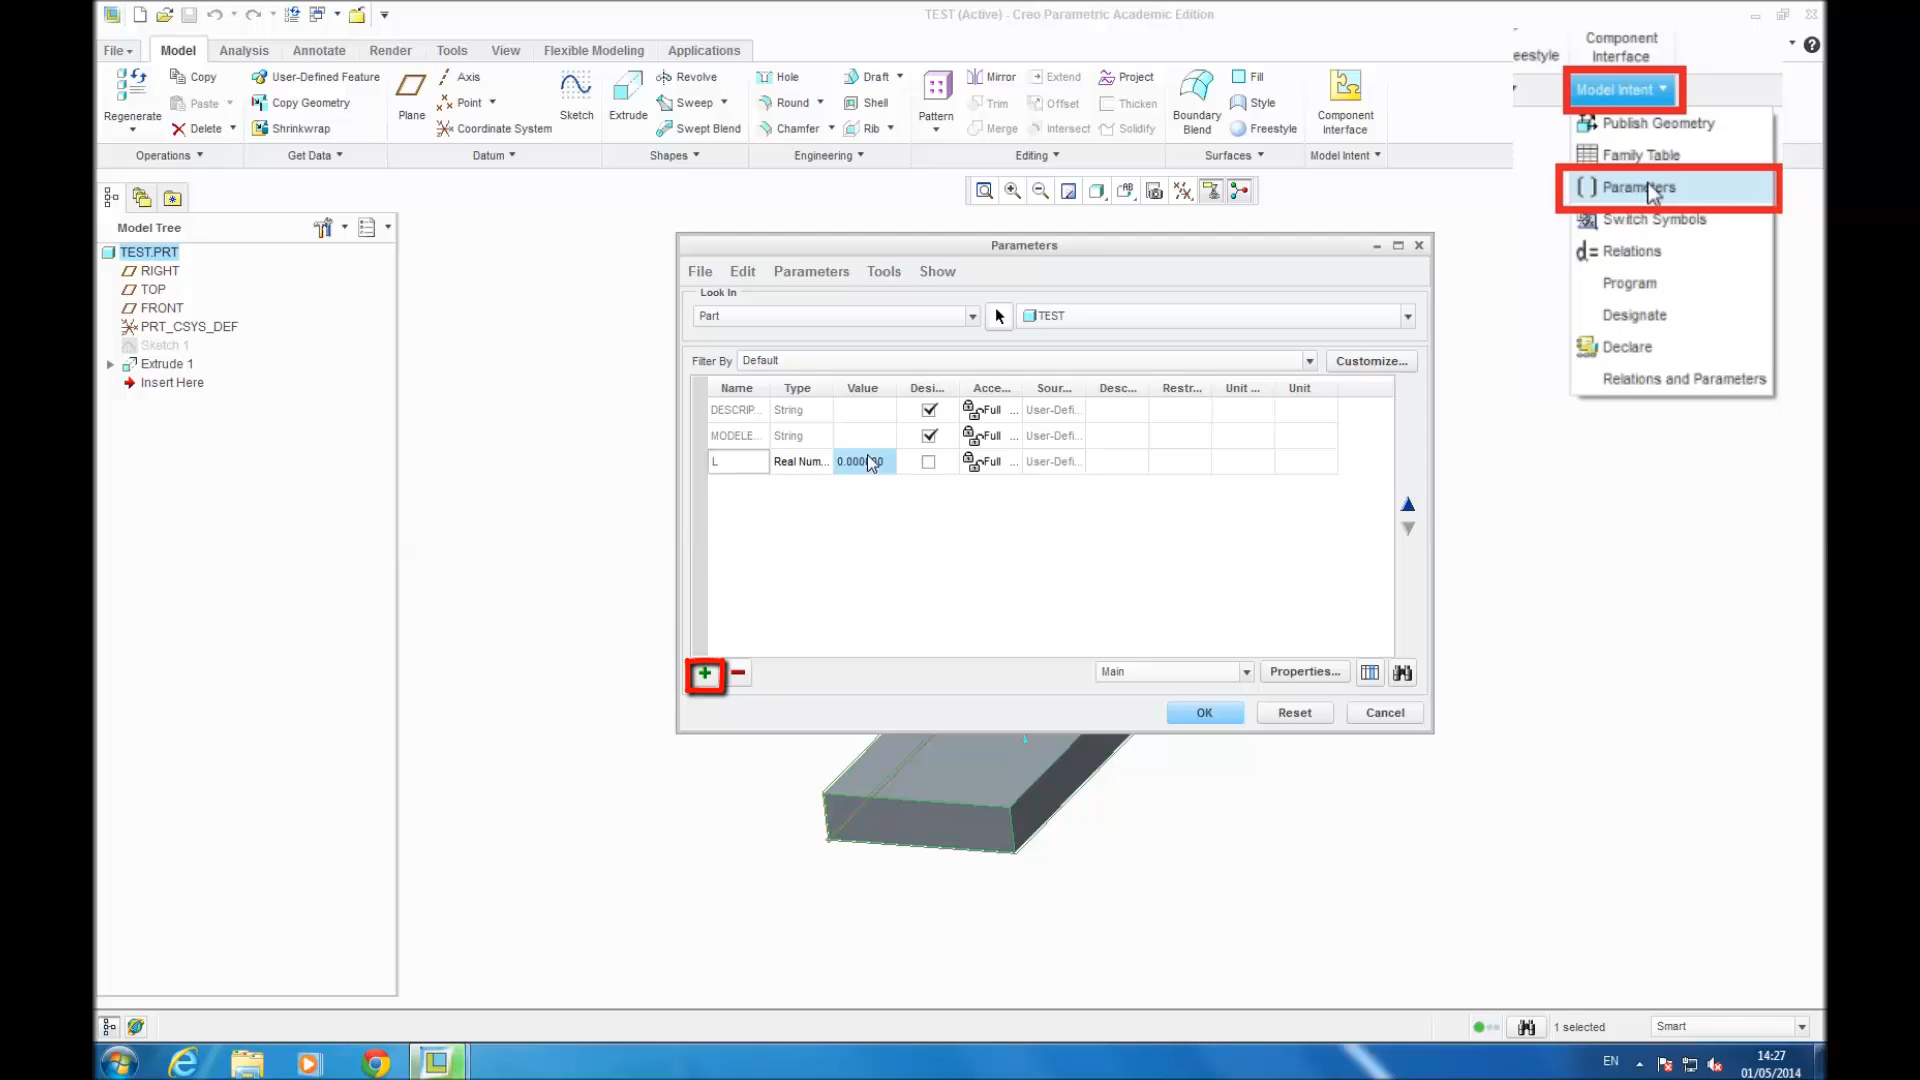 TEST (Active) - Creo Parametric Academic Edition
File
Model
Analysis
Annotate
Render
Tools
View
Flexible Modeling
Applications
Regenerate
Copy
Paste
Delete
User-Defined Feature
Copy Geometry
Shrinkwrap
Plane
Axis
Point
Coordinate System
Sketch
Extrude
Revolve
Sweep
Swept Blend
Hole
Round
Chamfer
Draft
Shell
Rib
Pattern
Mirror
Extend
Project
Trim
Offset
Thicken
Merge
Intersect
Solidify
Boundary Blend
Fill
Style
Freestyle
Component Interface
Operations
Get Data
Datum
Shapes
Engineering
Editing
Surfaces
Model Intent
eestyle
Component
Interface
Model Intent
Publish Geometry
Family Table
Parameters
Switch Symbols
d= Relations
Program
Designate
Declare
Relations and Parameters
Model Tree
TEST.PRT
RIGHT
TOP
FRONT
PRT_CSYS_DEF
Sketch 1
Extrude 1
Insert Here
Parameters
File Edit Parameters Tools Show
Look In
Part
TEST
Filter By Default
Customize...
Name Type Value Desi... Acce... Sour... Desc... Restr... Unit ... Unit
DESCRIP... String Full ... User-Defi...
MODELE... String Full ... User-Defi...
L Real Num... Full ... User-Defi...
Main
Properties...
OK
Reset
Cancel
1 selected
Smart
EN
14:27
01/05/2014